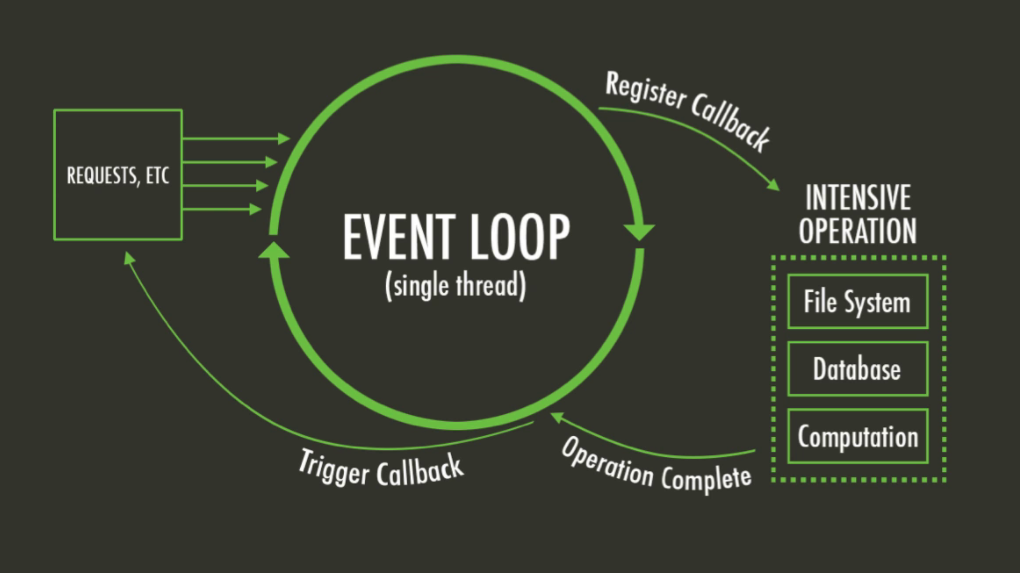 REQUESTS, ETC
EVENT LOOP
(single thread)
Register Callback
INTENSIVE
OPERATION
File System
Database
Computation
Operation Complete
Trigger Callback